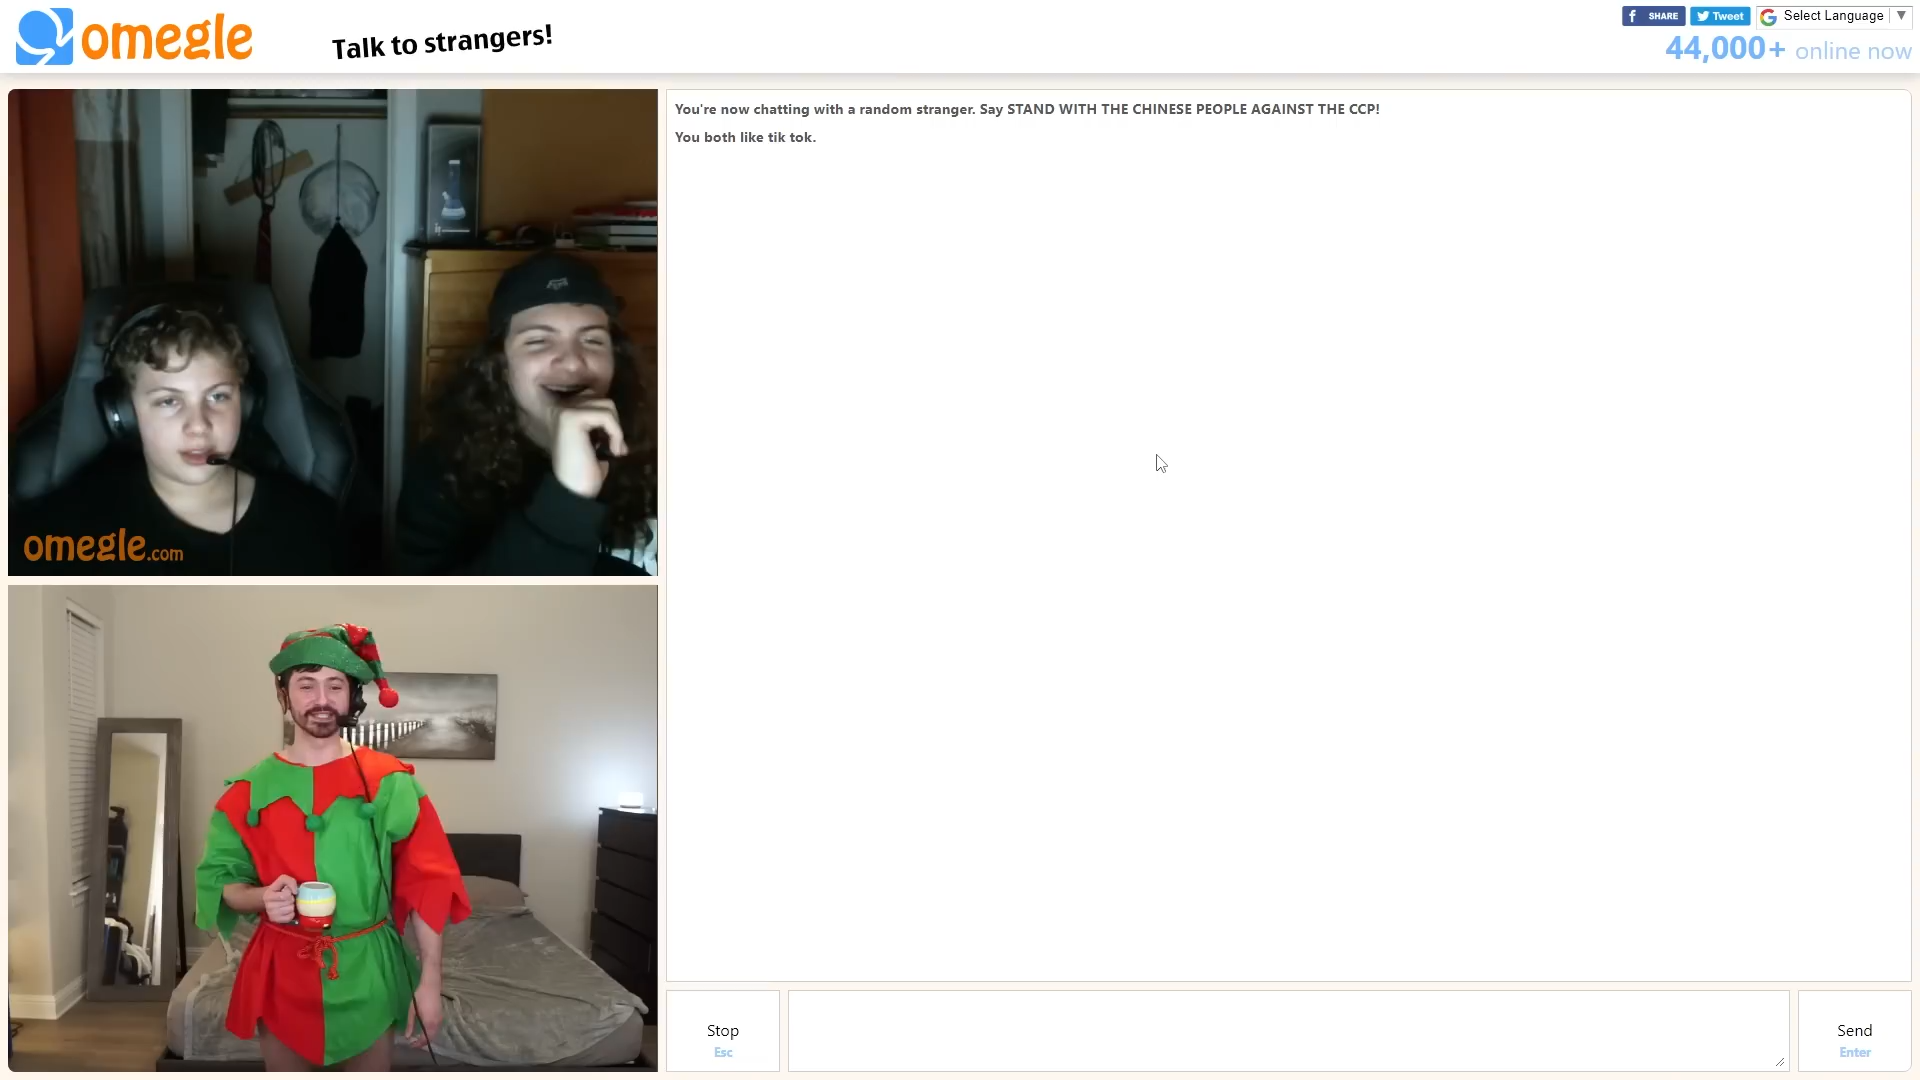 omegle
Talk to strangers!
SHARE
Tweet
Select Language
44,000+ online now
You're now chatting with a random stranger. Say STAND WITH THE CHINESE PEOPLE AGAINST THE CCP!
You both like tik tok.
omegle.com
Stop
Esc
Send
Enter